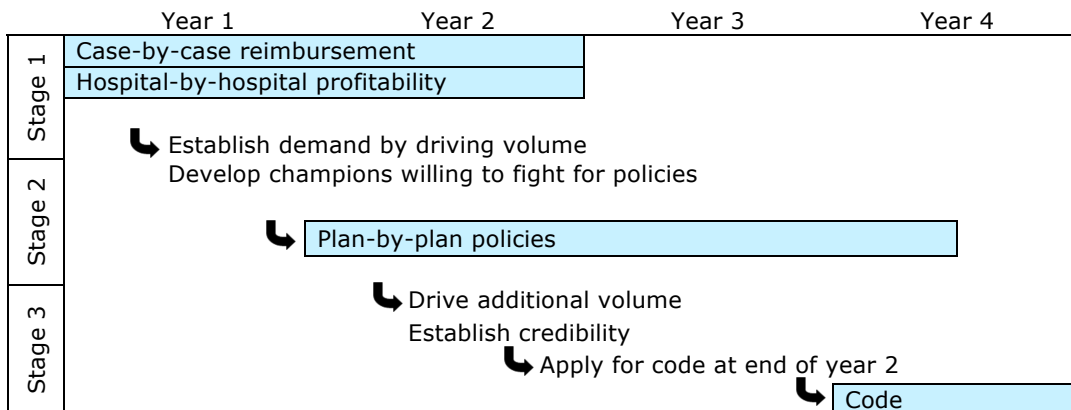 Year 1 Year 2 Year 3 Year 4
Stage 1
Case-by-case reimbursement
Hospital-by-hospital profitability
Establish demand by driving volume
Develop champions willing to fight for policies
Stage 2
Plan-by-plan policies
Stage 3
Drive additional volume
Establish credibility
Apply for code at end of year 2
Code